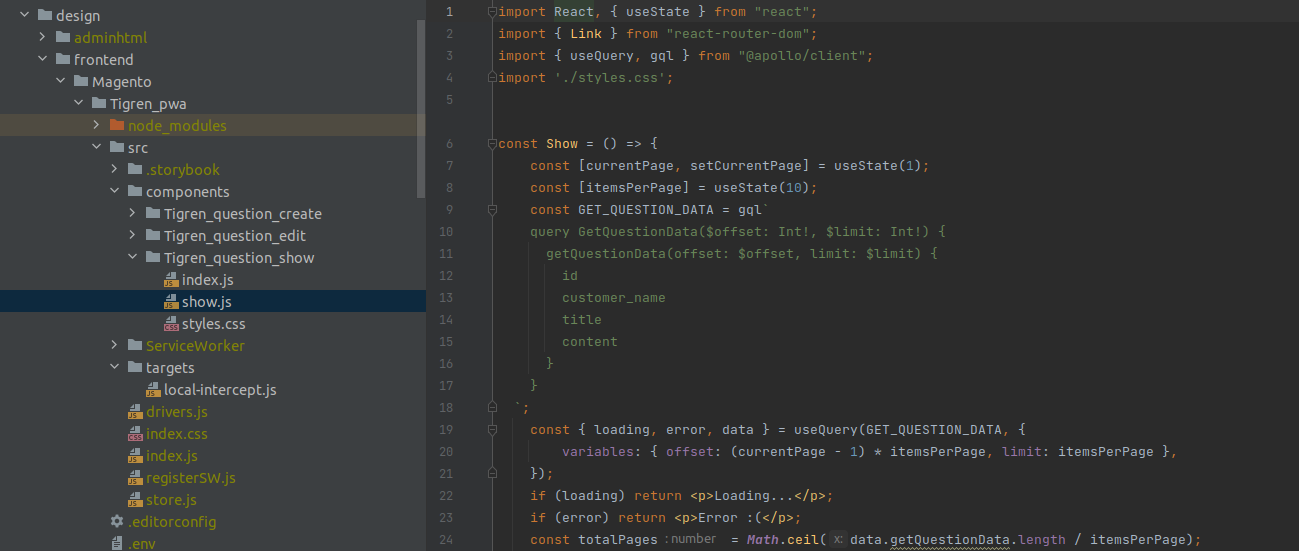 design
adminhtml
frontend
Magento
Tigren_pwa
node_modules
src
.storybook
components
Tigren_question_create
Tigren_question_edit
Tigren_question_show
index.js
show.js
styles.css
ServiceWorker
targets
local-intercept.js
drivers.js
index.css
index.js
registerSW.js
store.js
.editorconfig
.env
1 import React, { useState } from "react";
2 import { Link } from "react-router-dom";
3 import { useQuery, gql } from "@apollo/client";
4 import './styles.css';
5
6 const Show = () => {
7 const [currentPage, setCurrentPage] = useState(1);
8 const [itemsPerPage] = useState(10);
9 const GET_QUESTION_DATA = gql`
10 query GetQuestionData($offset: Int!, $limit: Int!) {
11 getQuestionData(offset: $offset, limit: $limit) {
12 id
13 customer_name
14 title
15 content
16 }
17 }
18 `;
19 const { loading, error, data } = useQuery(GET_QUESTION_DATA, {
20 variables: { offset: (currentPage - 1) * itemsPerPage, limit: itemsPerPage },
21 });
22 if (loading) return <p>Loading...</p>;
23 if (error) return <p>Error :(</p>;
24 const totalPages : number = Math.ceil( x: data.getQuestionData.length / itemsPerPage);